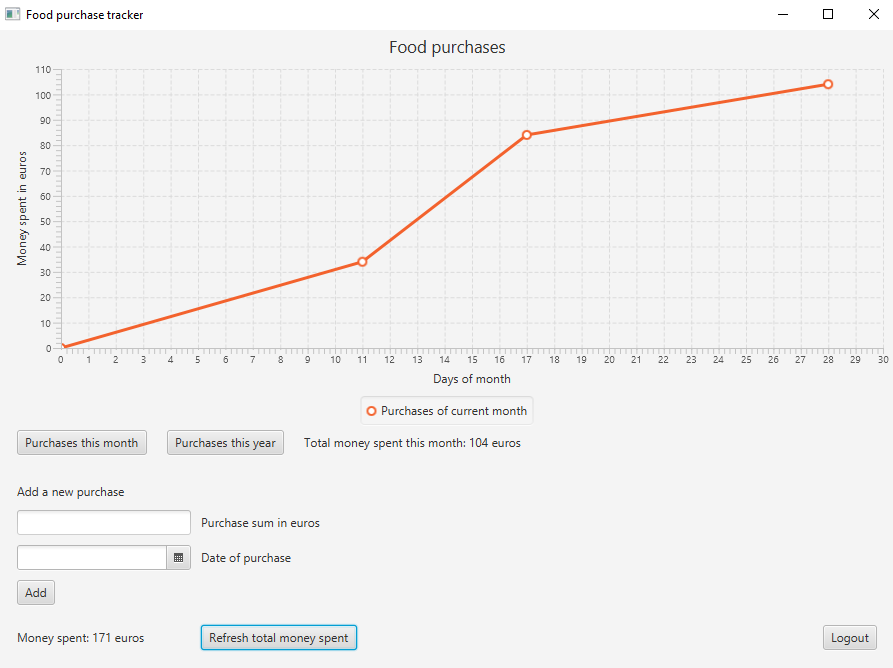 Food purchase tracker
Food purchases
Money spent in euros
110
100
90
80
70
60
50
40
30
20
10
0
0 1 2 3 4 5 6 7 8 9 10 11 12 13 14 15 16 17 18 19 20 21 22 23 24 25 26 27 28 29 30
Days of month
Purchases of current month
Purchases this month Purchases this year Total money spent this month: 104 euros
Add a new purchase
Purchase sum in euros
Date of purchase
Add
Money spent: 171 euros Refresh total money spent Logout